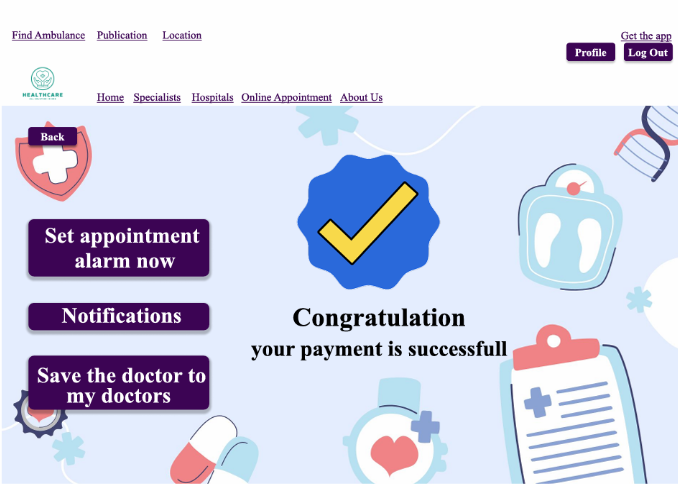 Find Ambulance Publication Location
Get the app
Profile Log Out
HEALTHCARE
Home Specialists Hospitals Online Appointment About Us
Back
Set appointment
alarm now
Notifications
Save the doctor to
my doctors
Congratulation
your payment is successfull